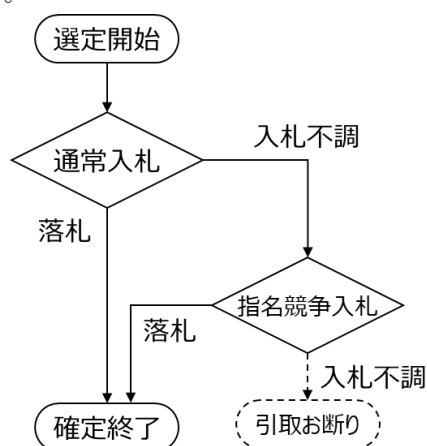 。
選定開始
入札不調
通常入札
落札
指名競争入札
落札
入札不調
確定終了
引取お断り